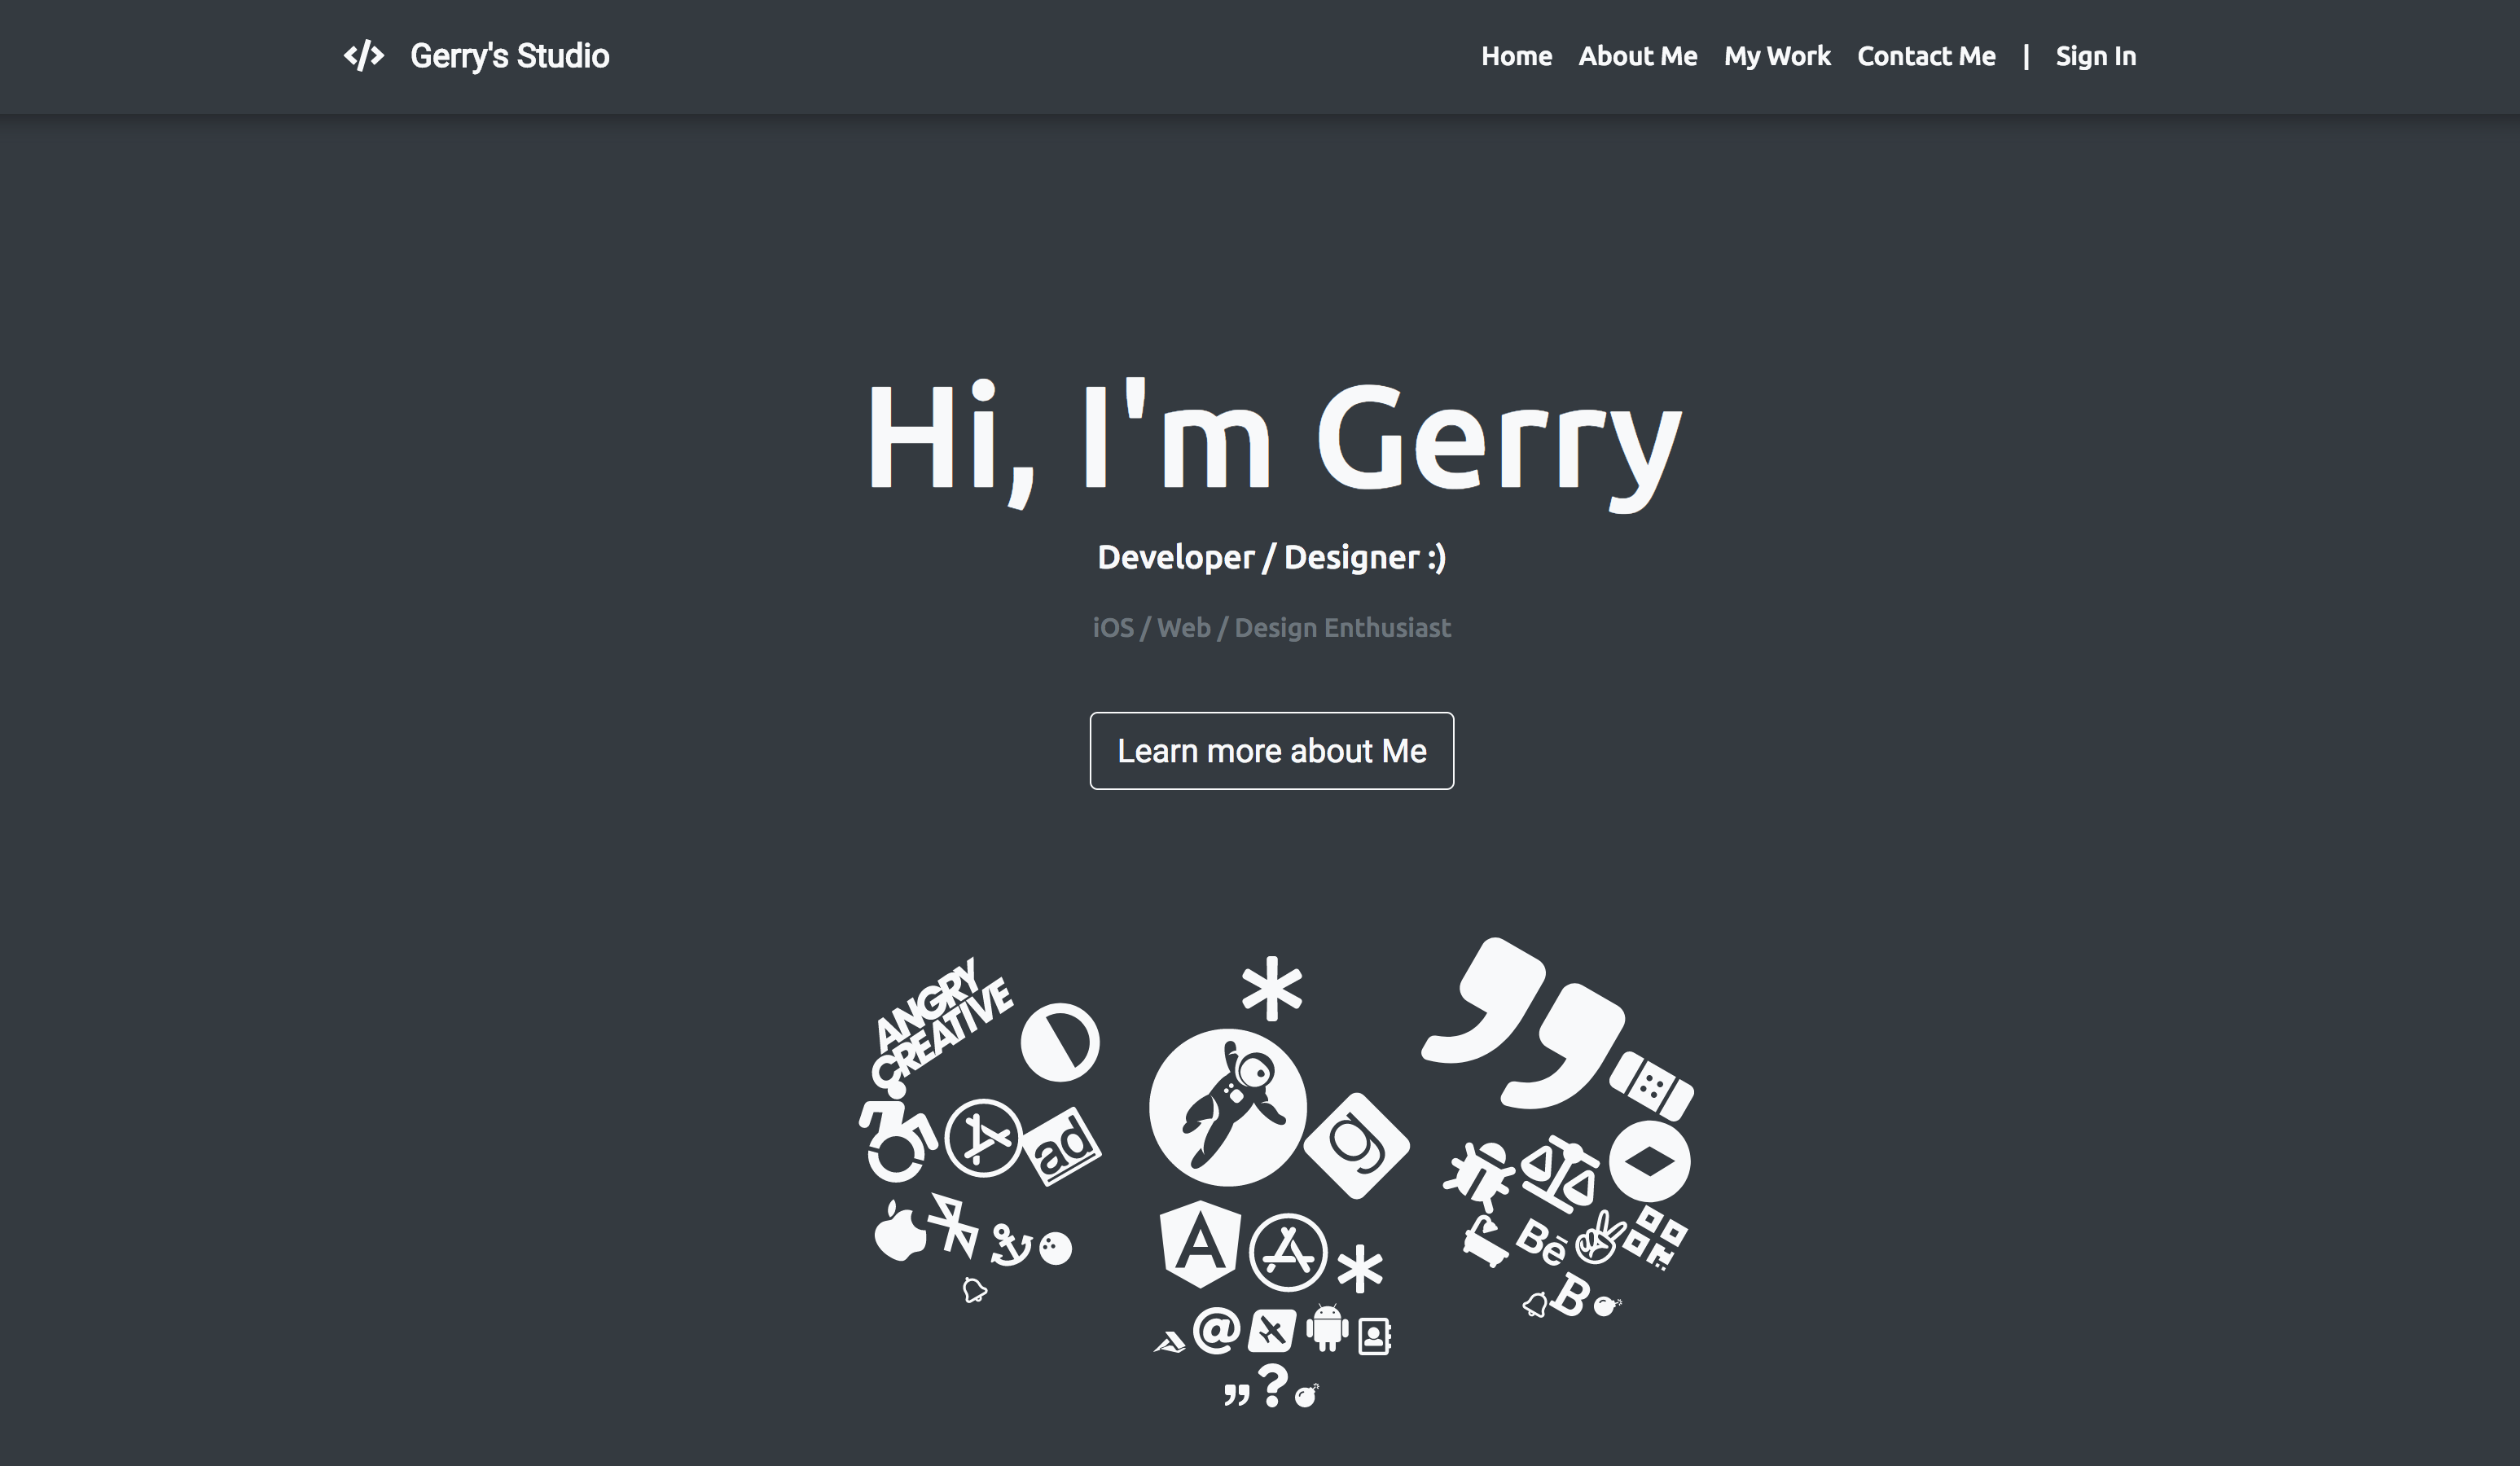 </> Gerry's Studio
Home About Me My Work Contact Me | Sign In
Hi, I'm Gerry
Developer / Designer :)
iOS / Web / Design Enthusiast
Learn more about Me
ANGRY
CREATIVE
ad
g
A
Bē
B
@
?